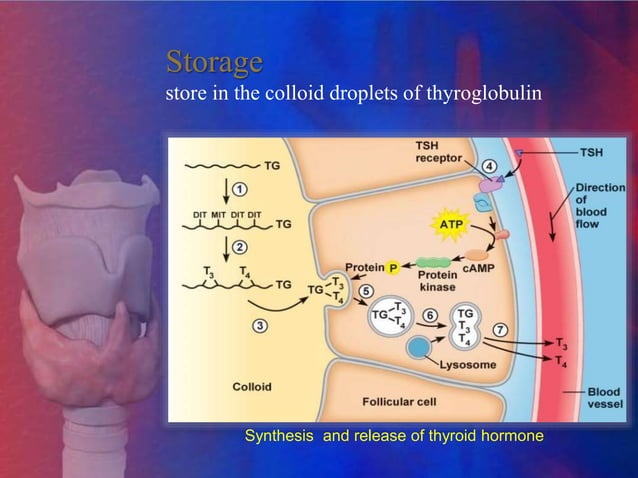 Storage
store in the colloid droplets of thyroglobulin
TG
1
DIT MIT DIT DIT
TG
2
T3 T4
TG
3
Colloid
TSH
receptor
4
TSH
Direction
of
blood
flow
ATP
cAMP
Protein
kinase
Protein P
TG T3
T4
5
TG T3
T4
6
TG
T3
T4
7
T3
T4
Lysosome
Follicular cell
Blood
vessel
Synthesis and release of thyroid hormone